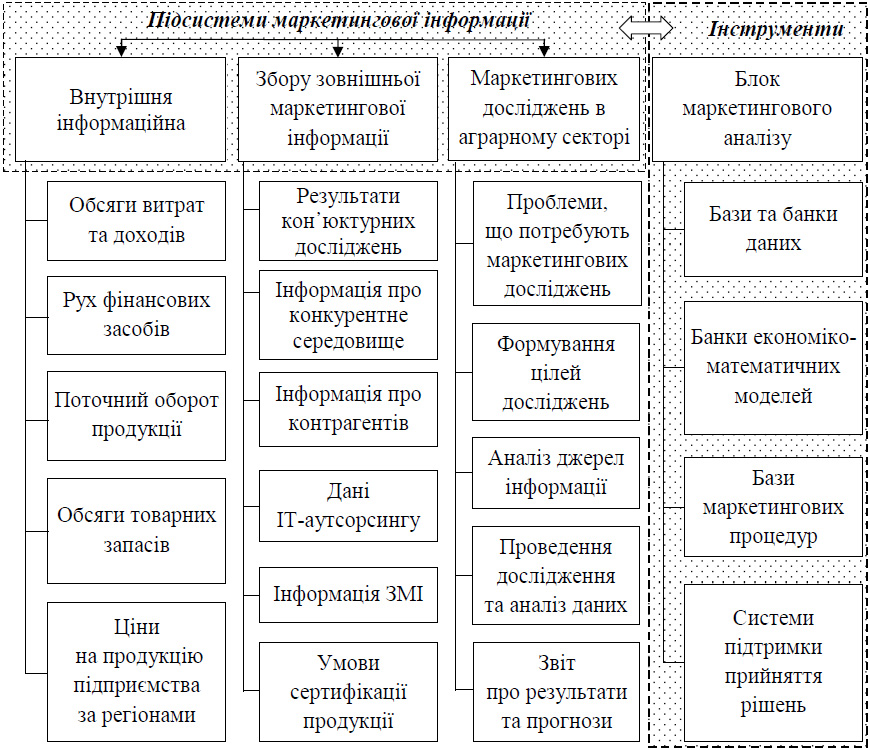 Підсистеми маркетингової інформації
Інструменти
Внутрішня
інформаційна
Збору зовнішньої
маркетингової
інформації
Маркетингових
досліджень в
аграрному секторі
Блок
маркетингового
аналізу
Обсяги витрат
та доходів
Рух фінансових
засобів
Поточний оборот
продукції
Обсяги товарних
запасів
Ціни
на продукцію
підприємства
за регіонами
Результати
кон’юктурних
досліджень
Інформація про
конкурентне
середовище
Інформація про
контрагентів
Дані
ІТ-аутсорсингу
Інформація ЗМІ
Умови
сертифікації
продукції
Проблеми,
що потребують
маркетингових
досліджень
Формування
цілей
досліджень
Аналіз джерел
інформації
Проведення
дослідження
та аналіз даних
Звіт
про результати
та прогнози
Бази та банки
даних
Банки економіко-
математичних
моделей
Бази
маркетингових
процедур
Системи
підтримки
прийняття
рішень